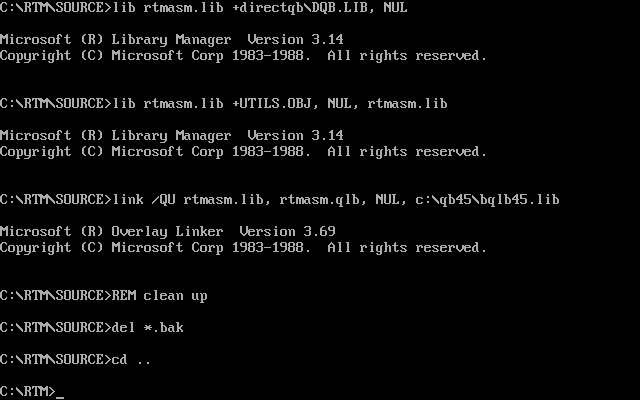 C:\RTM\SOURCE>lib rtmasm.lib +directqb\DQB.LIB, NUL
Microsoft (R) Library Manager  Version 3.14
Copyright (C) Microsoft Corp 1983-1988.  All rights reserved.
C:\RTM\SOURCE>lib rtmasm.lib +UTILS.OBJ, NUL, rtmasm.lib
Microsoft (R) Library Manager  Version 3.14
Copyright (C) Microsoft Corp 1983-1988.  All rights reserved.
C:\RTM\SOURCE>link /QU rtmasm.lib, rtmasm.qlb, NUL, c:\qb45\bqlb45.lib
Microsoft (R) Overlay Linker  Version 3.69
Copyright (C) Microsoft Corp 1983-1988.  All rights reserved.
C:\RTM\SOURCE>REM clean up
C:\RTM\SOURCE>del *.bak
C:\RTM\SOURCE>cd ..
C:\RTM>_